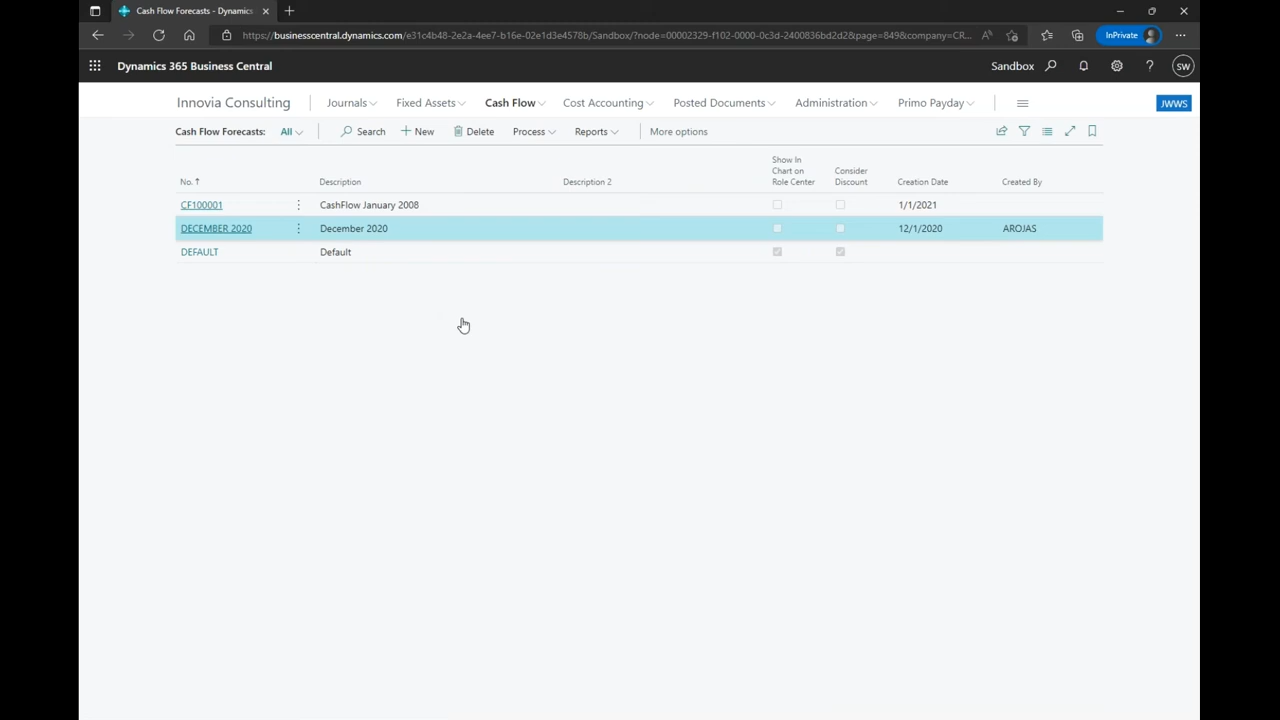 Cash Flow Forecasts - Dynamics
https://businesscentral.dynamics.com/e31c4b48-2e2a-4ee7-b16e-02e1d3e4578b/Sandbox/?node=00002329-f102-0000-0c3d-2400836bd2d2&page=849&company=CR...
InPrivate
Dynamics 365 Business Central
Sandbox
SW
Innovia Consulting
Journals
Fixed Assets
Cash Flow
Cost Accounting
Posted Documents
Administration
Primo Payday
JWWS
Cash Flow Forecasts:
All
Search
New
Delete
Process
Reports
More options
No. ↑
Description
Description 2
Show In
Chart on
Role Center
Consider
Discount
Creation Date
Created By
CF100001
CashFlow January 2008
1/1/2021
DECEMBER 2020
December 2020
12/1/2020
AROJAS
DEFAULT
Default